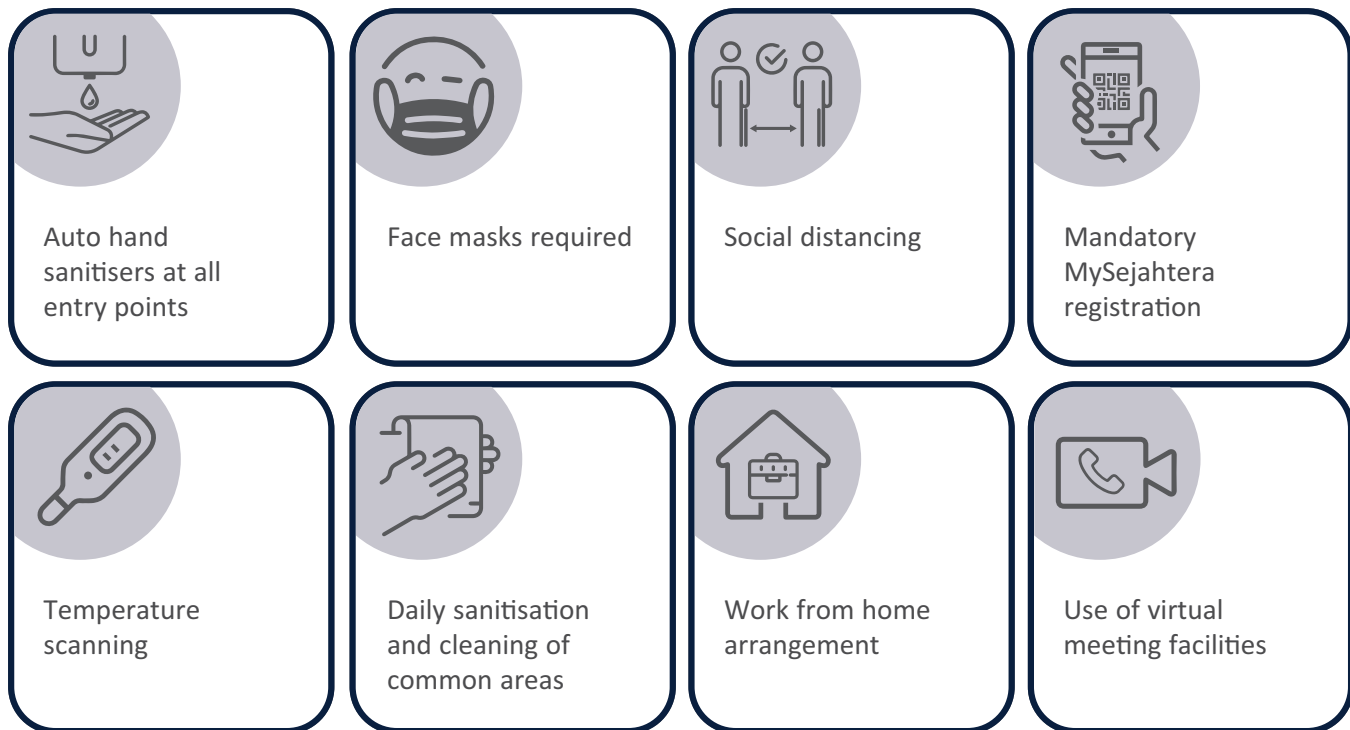 Auto hand
sanitisers at all
entry points
Face masks required
Social distancing
Mandatory
MySejahtera
registration
Temperature
scanning
Daily sanitisation
and cleaning of
common areas
Work from home
arrangement
Use of virtual
meeting facilities